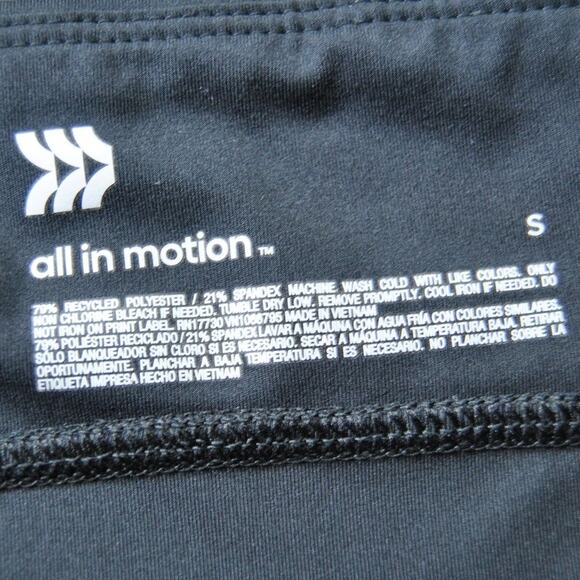 all in motion™
S
79% RECYCLED POLYESTER / 21% SPANDEX MACHINE WASH COLD WITH LIKE COLORS. ONLY
NON CHLORINE BLEACH IF NEEDED. TUMBLE DRY LOW. REMOVE PROMPTLY. COOL IRON IF NEEDED. DO
NOT IRON ON PRINT LABEL. RN17730 VN1098795 MADE IN VIETNAM
79% POLIÉSTER RECICLADO / 21% SPANDEX LAVAR A MÁQUINA CON AGUA FRÍA CON COLORES SIMILARES.
SÓLO BLANQUEADOR SIN CLORO SI ES NECESARIO. SECAR A MÁQUINA A TEMPERATURA BAJA. RETIRAR
OPORTUNAMENTE. PLANCHAR A BAJA TEMPERATURA SI ES NECESARIO. NO PLANCHAR SOBRE LA
ETIQUETA IMPRESA HECHO EN VIETNAM